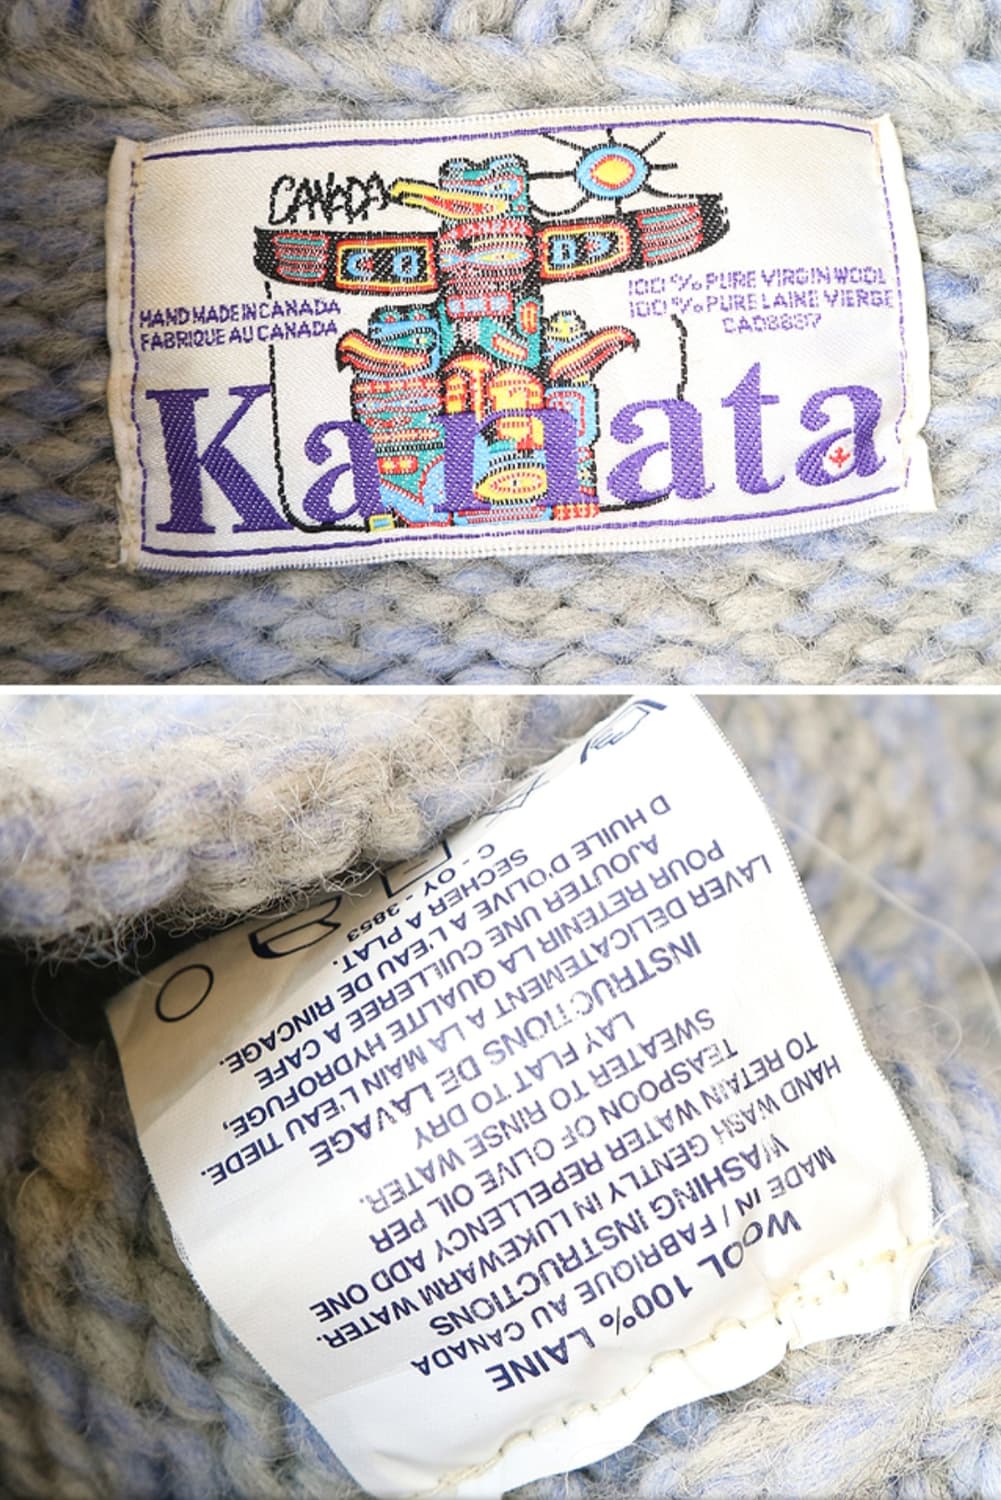 CANADA
HAND MADE IN CANADA
FABRIQUE AU CANADA
100% PURE VIRGIN WOOL
100% PURE LAINE VIERGE
Kanata
WOOL 100% LAINE
MADE IN / FABRIQUE AU CANADA
WASHING INSTRUCTIONS
HAND WASH GENTLY IN LUKEWARM WATER.
TO RETAIN WATER REPELLENCY ADD ONE
TEASPOON OF OLIVE OIL PER
SWEATER TO RINSE WATER.
LAY FLAT TO DRY
INSTRUCTIONS DE LAVAGE
LAVER DELICATEMENT A LA MAIN L'EAU TIEDE.
POUR RETENIR LA QUALITE HYDROFUGE,
AJOUTER UNE CUILLEREE A CAFE
D HUILE D'OLIVE A L'EAU DE RINCAGE.
SECHER A PLAT.
C - OY - 3853